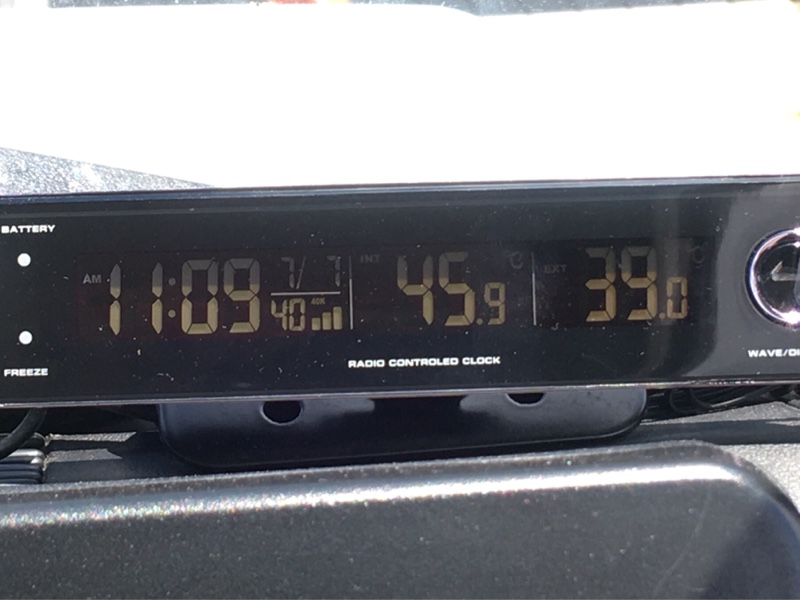 BATTERY
FREEZE
AM 11:09
7/ 7
40 40K
INT 45.9 ℃
EXT 39.0 ℃
RADIO CONTROLED CLOCK